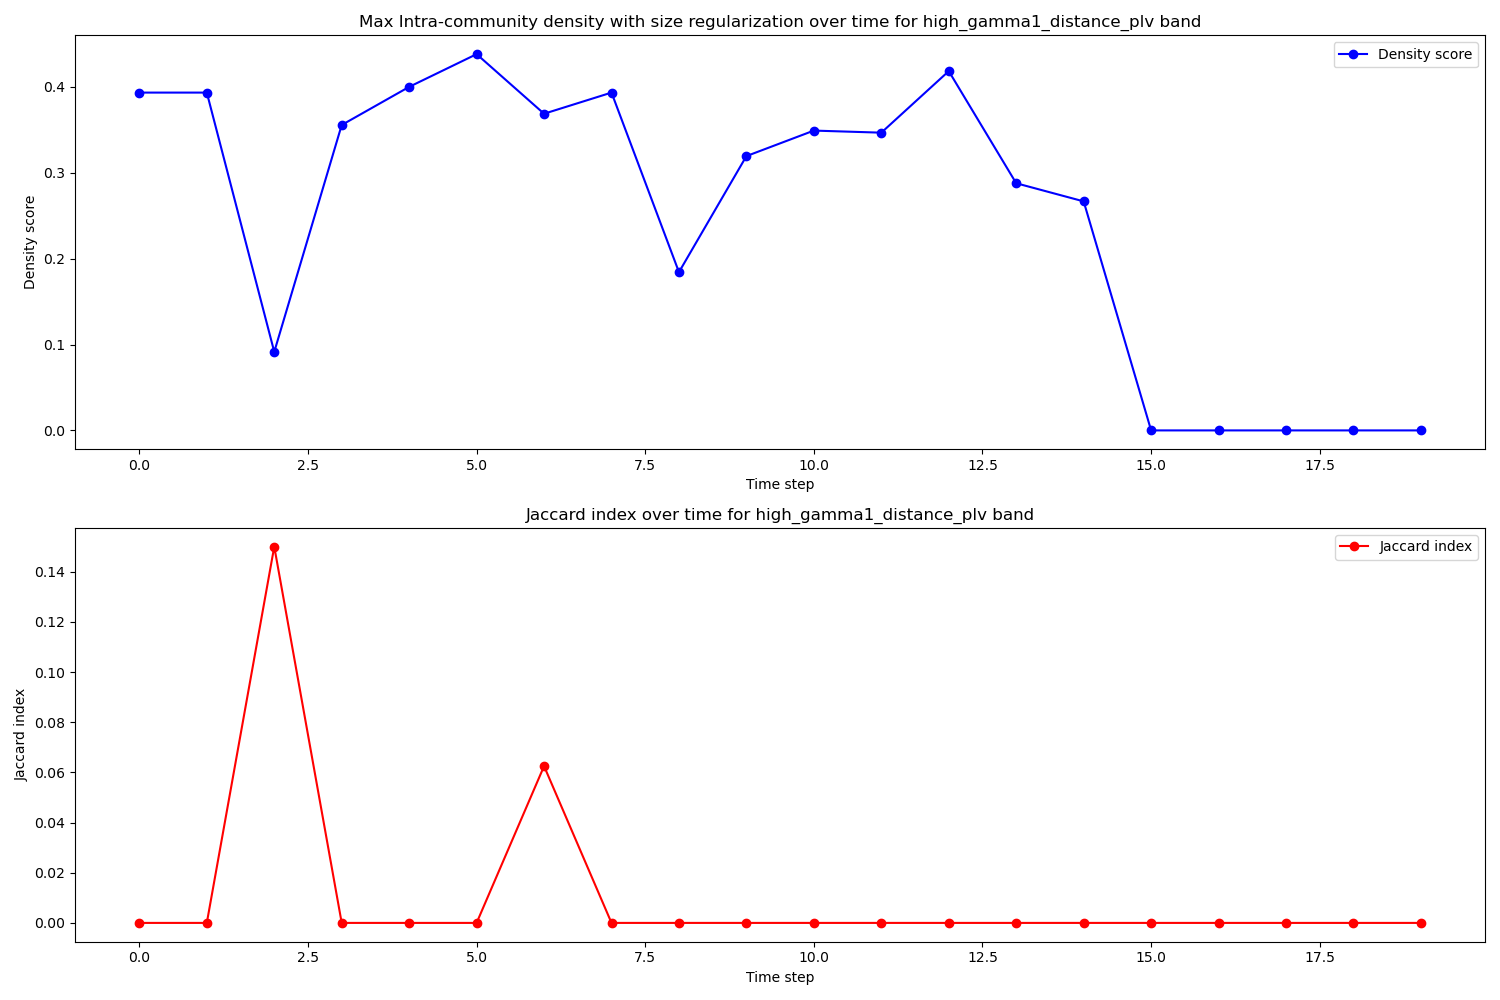 Max Intra-community density with size regularization over time for high_gamma1_distance_plv band
Density score
0.4
0.3
0.2
0.1
0.0
Density score
0.0 2.5 5.0 7.5 10.0 12.5 15.0 17.5
Time step
Jaccard index over time for high_gamma1_distance_plv band
Jaccard index
0.14
0.12
0.10
0.08
0.06
0.04
0.02
0.00
Jaccard index
0.0 2.5 5.0 7.5 10.0 12.5 15.0 17.5
Time step